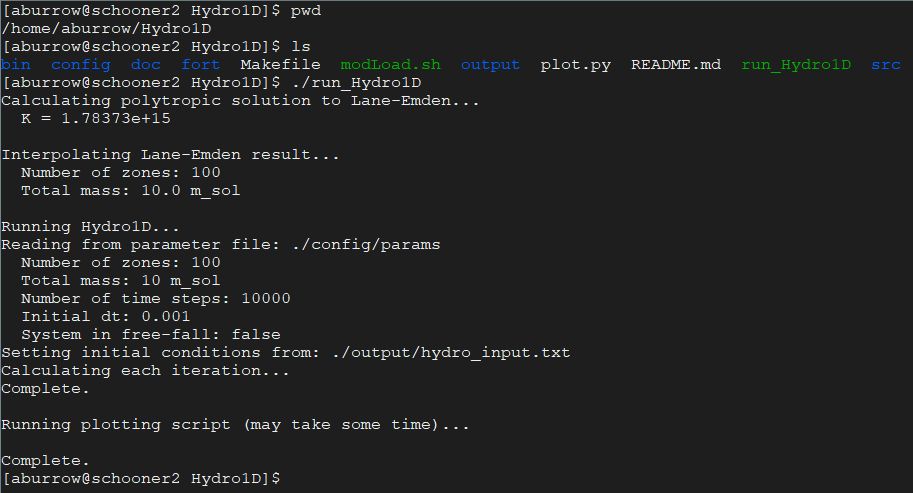 [aburrow@schooner2 Hydro1D]$ pwd
/home/aburrow/Hydro1D
[aburrow@schooner2 Hydro1D]$ ls
bin  config  doc  fort  Makefile  modLoad.sh  output  plot.py  README.md  run_Hydro1D  src
[aburrow@schooner2 Hydro1D]$ ./run_Hydro1D
Calculating polytropic solution to Lane-Emden...
  K = 1.78373e+15

Interpolating Lane-Emden result...
  Number of zones: 100
  Total mass: 10.0 m_sol

Running Hydro1D...
Reading from parameter file: ./config/params
  Number of zones: 100
  Total mass: 10 m_sol
  Number of time steps: 10000
  Initial dt: 0.001
  System in free-fall: false
Setting initial conditions from: ./output/hydro_input.txt
Calculating each iteration...
Complete.

Running plotting script (may take some time)...

Complete.
[aburrow@schooner2 Hydro1D]$